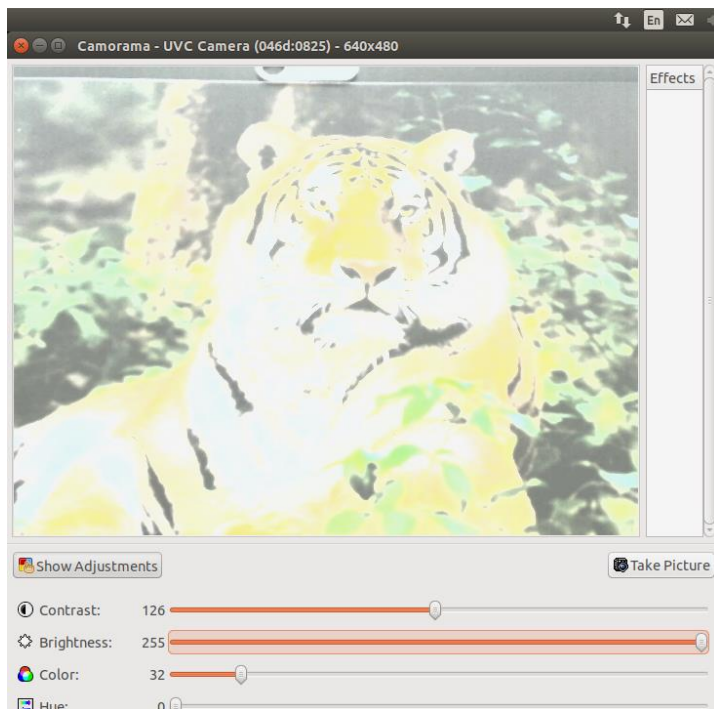 En
Camorama - UVC Camera (046d:0825) - 640x480
Effects
Show Adjustments
Take Picture
Contrast: 126
Brightness: 255
Color: 32
Hue: 0